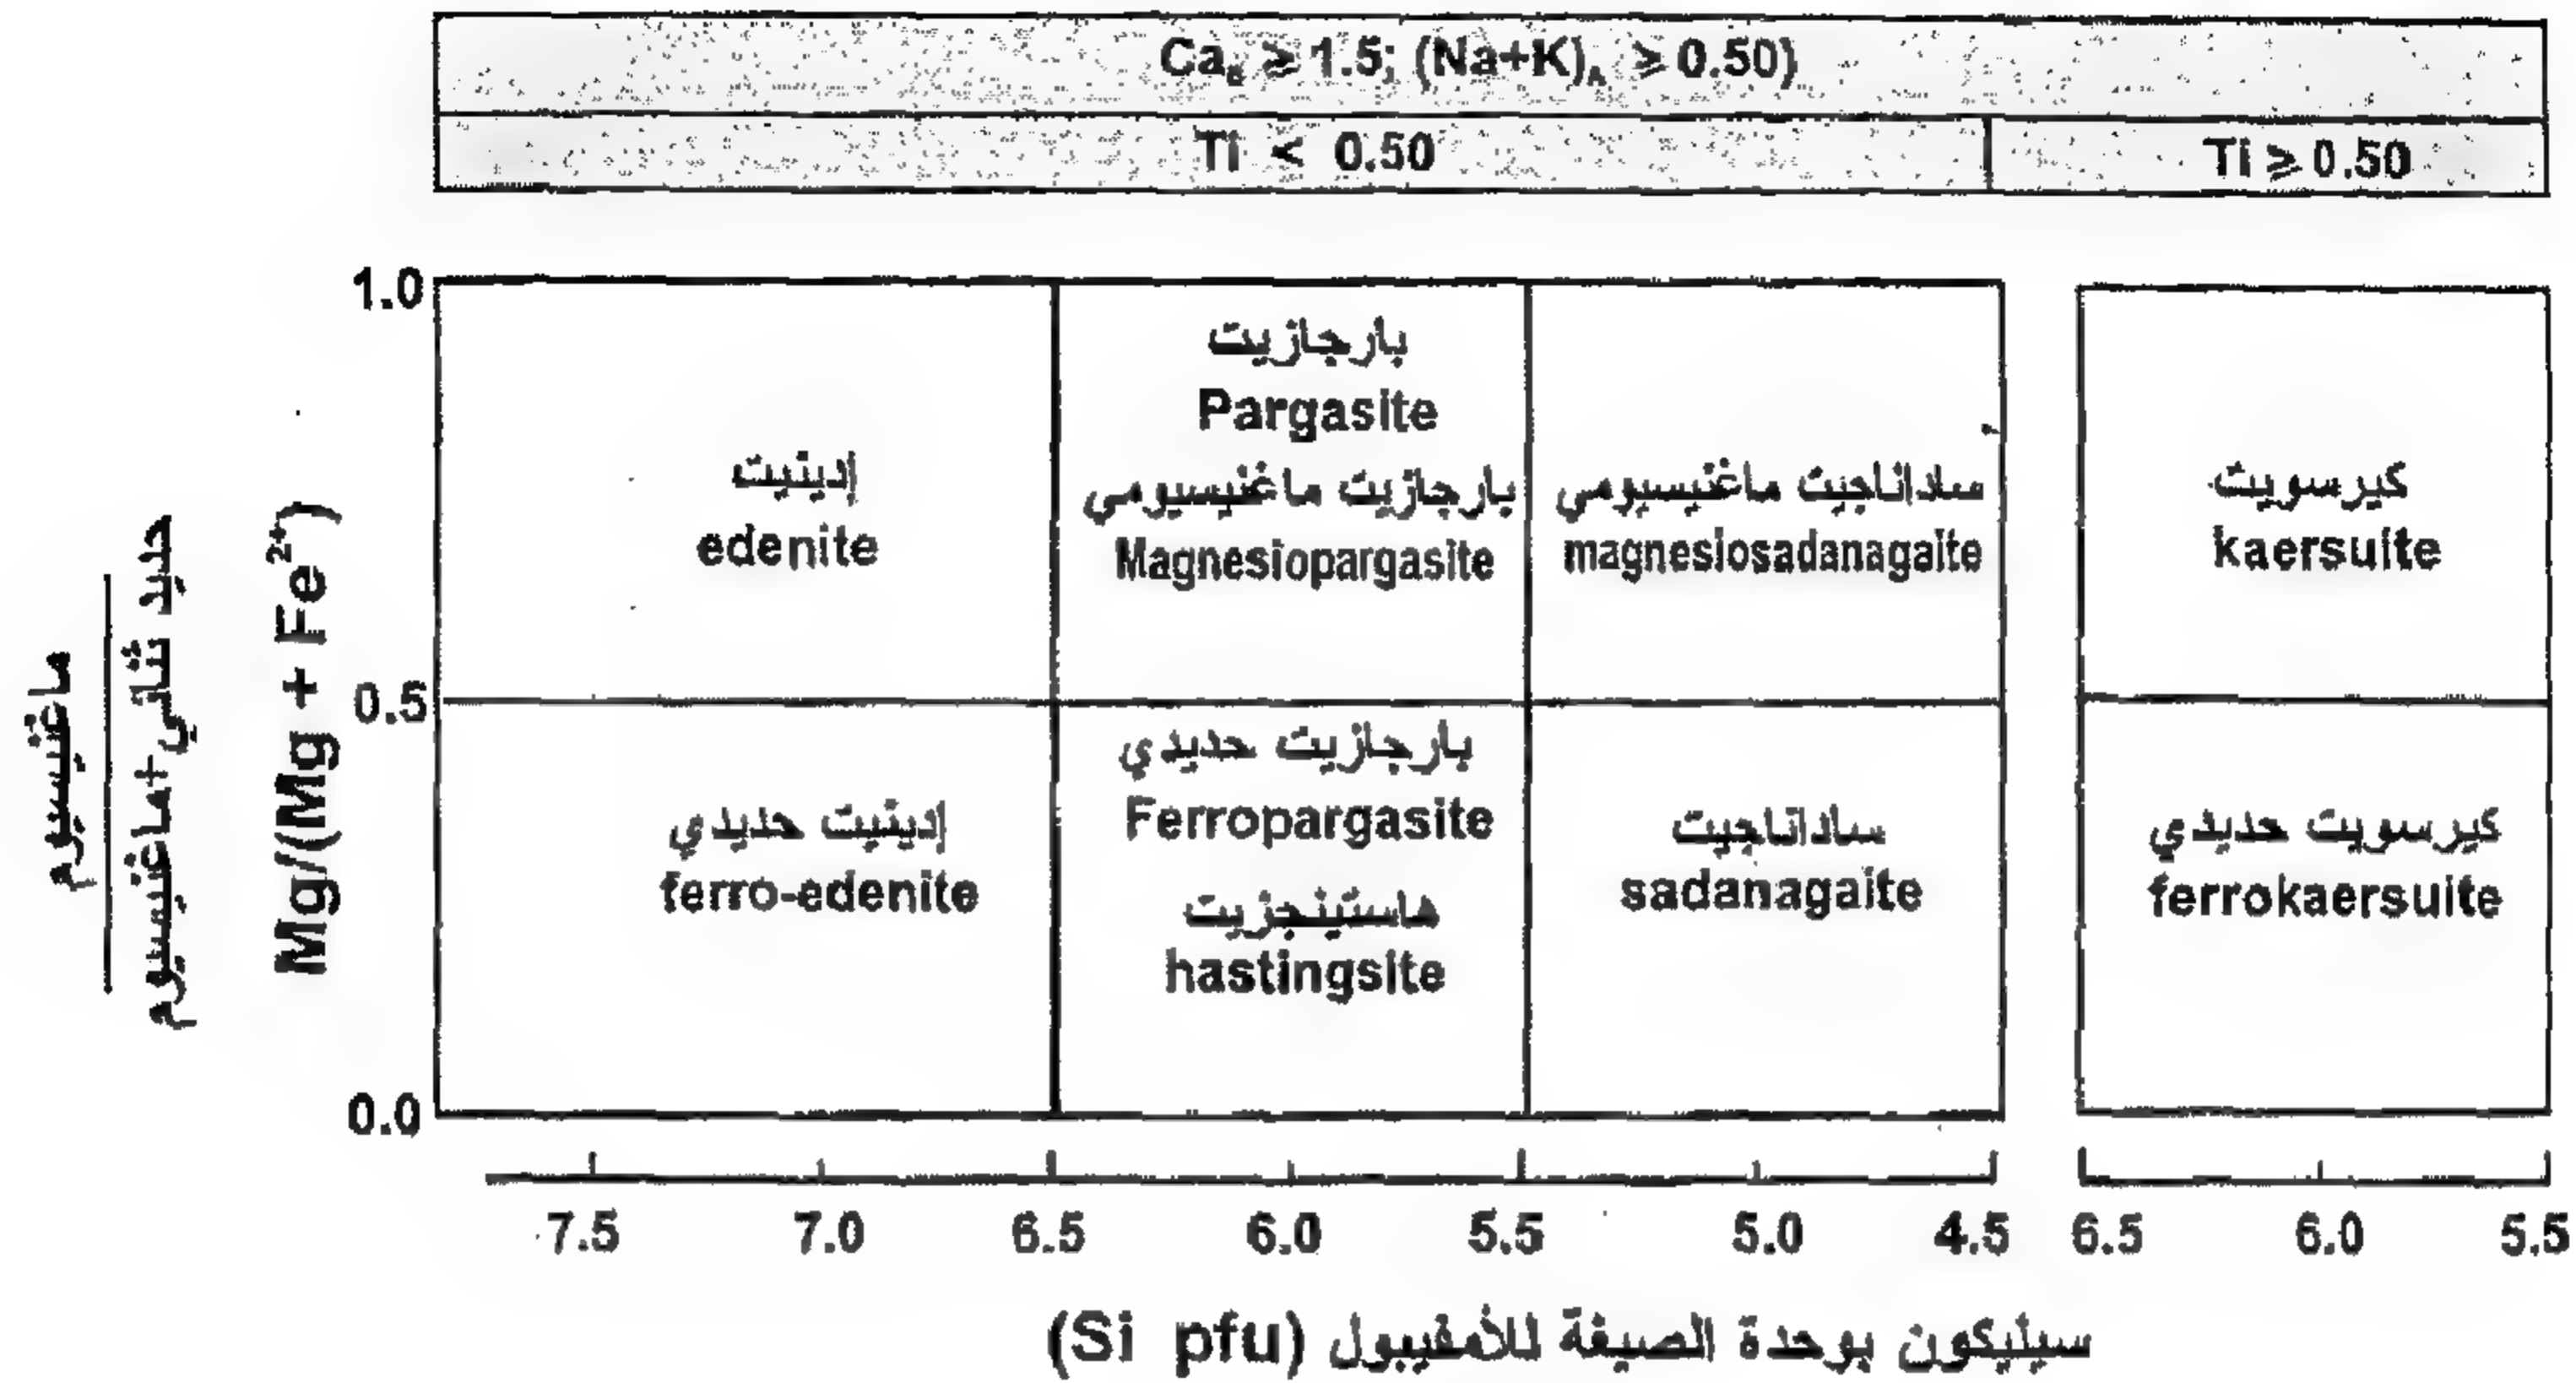 Ca_B ≥ 1.5; (Na+K)_A ≥ 0.50)
Ti < 0.50
Ti ≥ 0.50
1.0
0.5
0.0
ماغنيسيوم
حديد ثنائي+ماغنيسيوم
Mg/(Mg + Fe²⁺)
إدينيت
edenite
بارجازيت
Pargasite
بارجازيت ماغنيسيومي
Magnesiopargasite
ساداناجيت ماغنيسيومي
magnesiosadanagaite
كيرسويت
kaersuite
إدينيت حديدي
ferro-edenite
بارجازيت حديدي
Ferropargasite
هاستينجزيت
hastingsite
ساداناجيت
sadanagaite
كيرسويت حديدي
ferrokaersuite
7.5 7.0 6.5 6.0 5.5 5.0 4.5 6.5 6.0 5.5
سيليكون بوحدة الصيغة للأمفيبول (Si pfu)